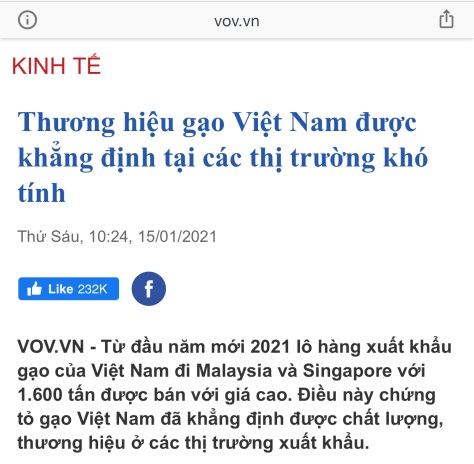 vov.vn
KINH TẾ
Thương hiệu gạo Việt Nam được
khẳng định tại các thị trường khó
tính
Thứ Sáu, 10:24, 15/01/2021
Like 232K
VOV.VN - Từ đầu năm mới 2021 lô hàng xuất khẩu
gạo của Việt Nam đi Malaysia và Singapore với
1.600 tấn được bán với giá cao. Điều này chứng
tỏ gạo Việt Nam đã khẳng định được chất lượng,
thương hiệu ở các thị trường xuất khẩu.